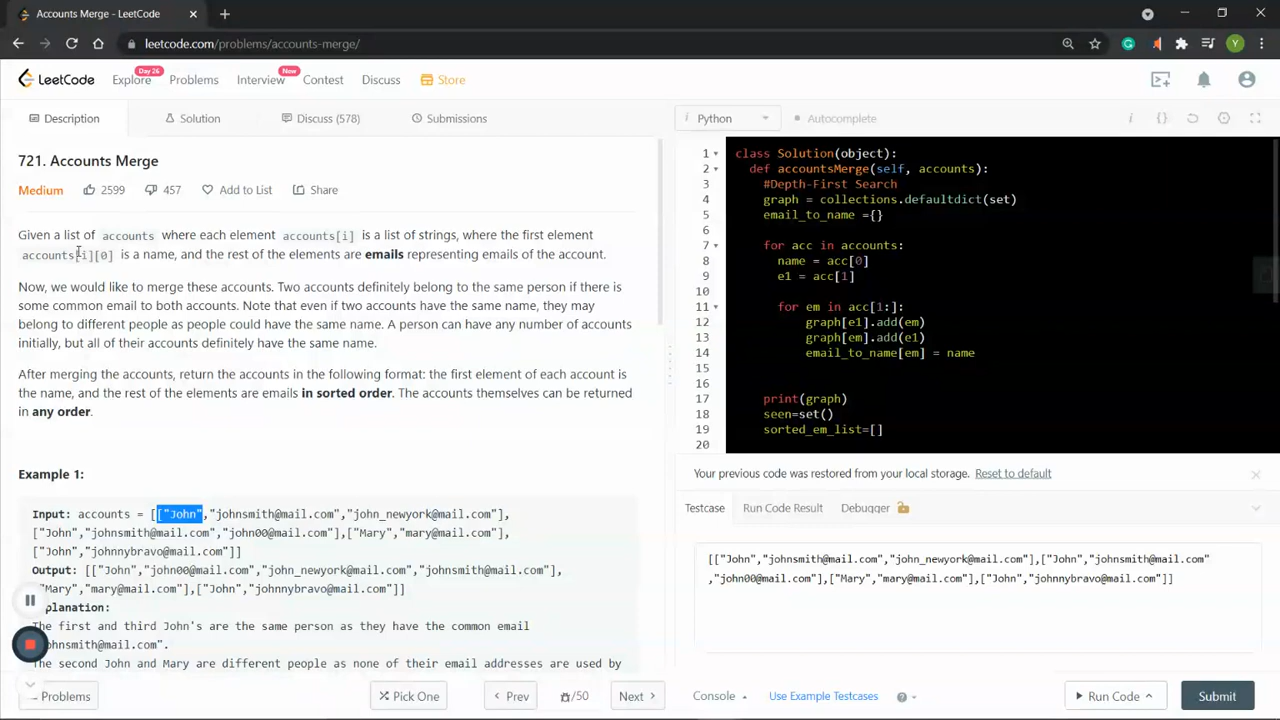 Accounts Merge - LeetCode
leetcode.com/problems/accounts-merge/
Y
LeetCode
Explore
Day 26
Problems
Interview
New
Contest
Discuss
Store
Description
Solution
Discuss (578)
Submissions
721. Accounts Merge
Medium
2599
457
Add to List
Share
Given a list of accounts where each element accounts[i] is a list of strings, where the first element
accounts[i][0] is a name, and the rest of the elements are emails representing emails of the account.
Now, we would like to merge these accounts. Two accounts definitely belong to the same person if there is
some common email to both accounts. Note that even if two accounts have the same name, they may
belong to different people as people could have the same name. A person can have any number of accounts
initially, but all of their accounts definitely have the same name.
After merging the accounts, return the accounts in the following format: the first element of each account is
the name, and the rest of the elements are emails in sorted order. The accounts themselves can be returned
in any order.
Example 1:
Input: accounts = [["John","johnsmith@mail.com","john_newyork@mail.com"],
["John","johnsmith@mail.com","john00@mail.com"],["Mary","mary@mail.com"],
["John","johnnybravo@mail.com"]]
Output: [["John","john00@mail.com","john_newyork@mail.com","johnsmith@mail.com"],
"Mary","mary@mail.com"],["John","johnnybravo@mail.com"]]
planation:
The first and third John's are the same person as they have the common email
ohnsmith@mail.com".
The second John and Mary are different people as none of their email addresses are used by
Problems
Pick One
Prev
/50
Next
Python
Autocomplete
1 class Solution(object):
2 def accountsMerge(self, accounts):
3 #Depth-First Search
4 graph = collections.defaultdict(set)
5 email_to_name ={}
6
7 for acc in accounts:
8 name = acc[0]
9 e1 = acc[1]
10
11 for em in acc[1:]:
12 graph[e1].add(em)
13 graph[em].add(e1)
14 email_to_name[em] = name
15
16
17 print(graph)
18 seen=set()
19 sorted_em_list=[]
20
Your previous code was restored from your local storage. Reset to default
Testcase
Run Code Result
Debugger
[["John","johnsmith@mail.com","john_newyork@mail.com"],["John","johnsmith@mail.com"
,"john00@mail.com"],["Mary","mary@mail.com"],["John","johnnybravo@mail.com"]]
Console
Use Example Testcases
Run Code
Submit